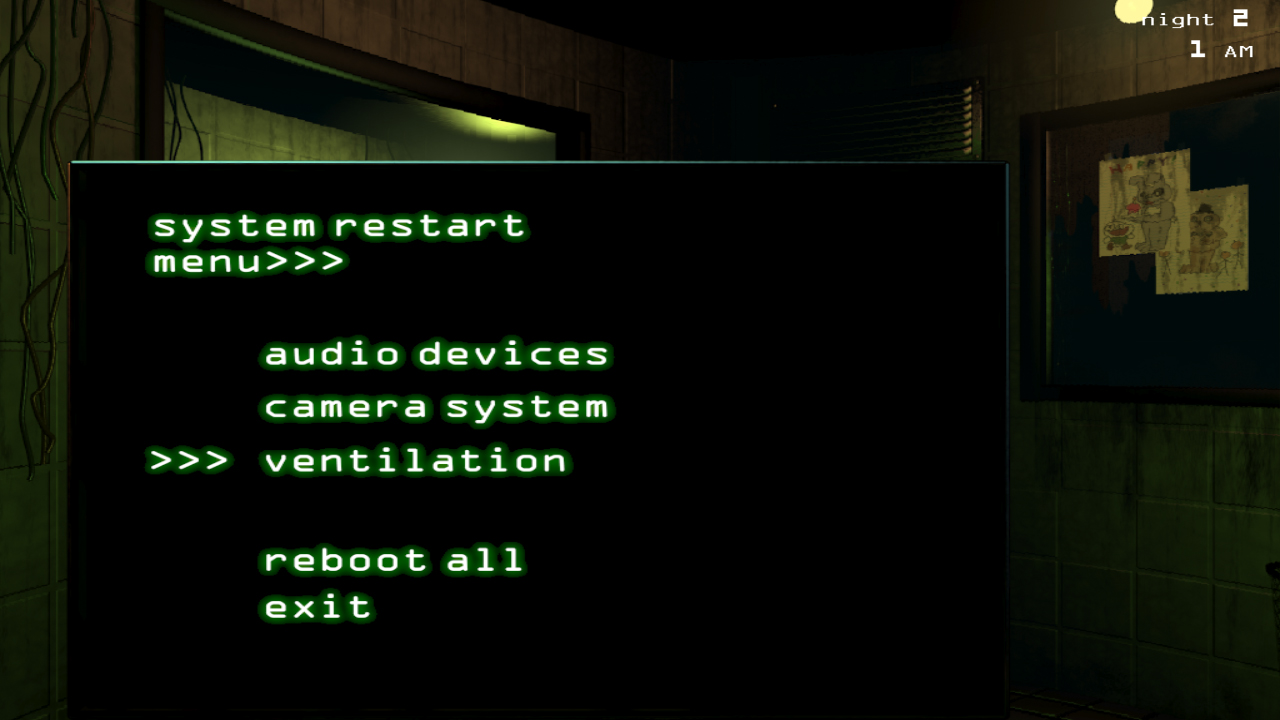 night 2
1 AM
system restart
menu>>>
audio devices
camera system
>>> ventilation
reboot all
exit